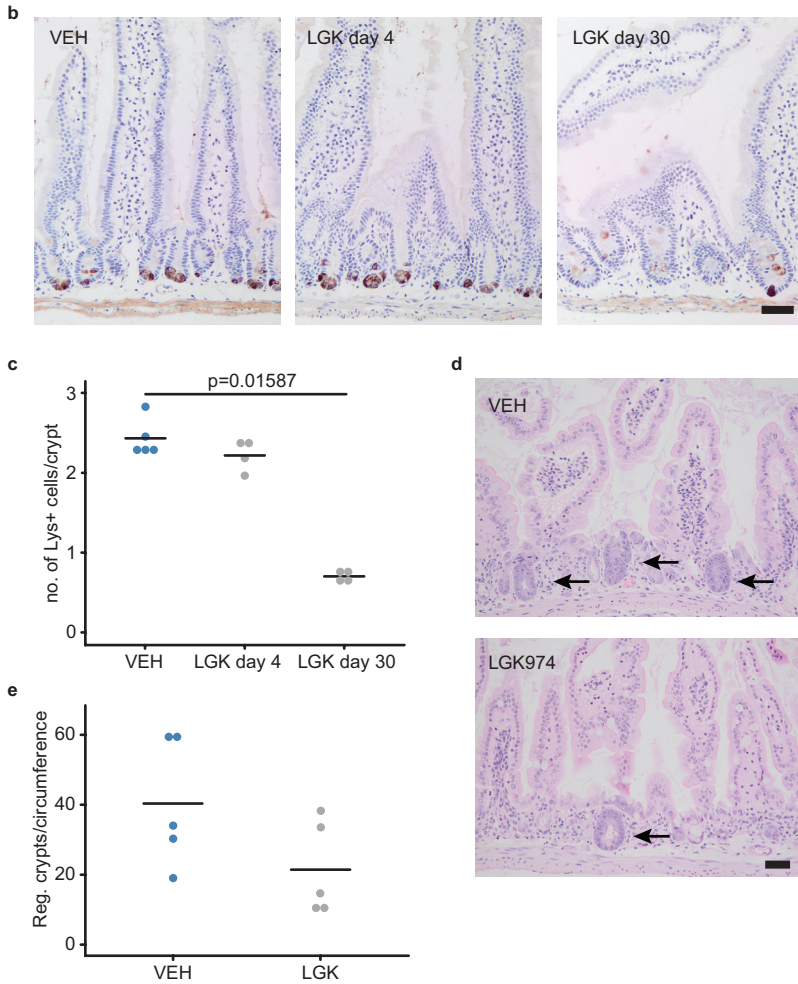 b
VEH
LGK day 4
LGK day 30
c
p=0.01587
3
2
1
0
no. of Lys+ cells/crypt
VEH
LGK day 4
LGK day 30
d
VEH
LGK974
e
60
40
20
0
Reg. crypts/circumference
VEH
LGK